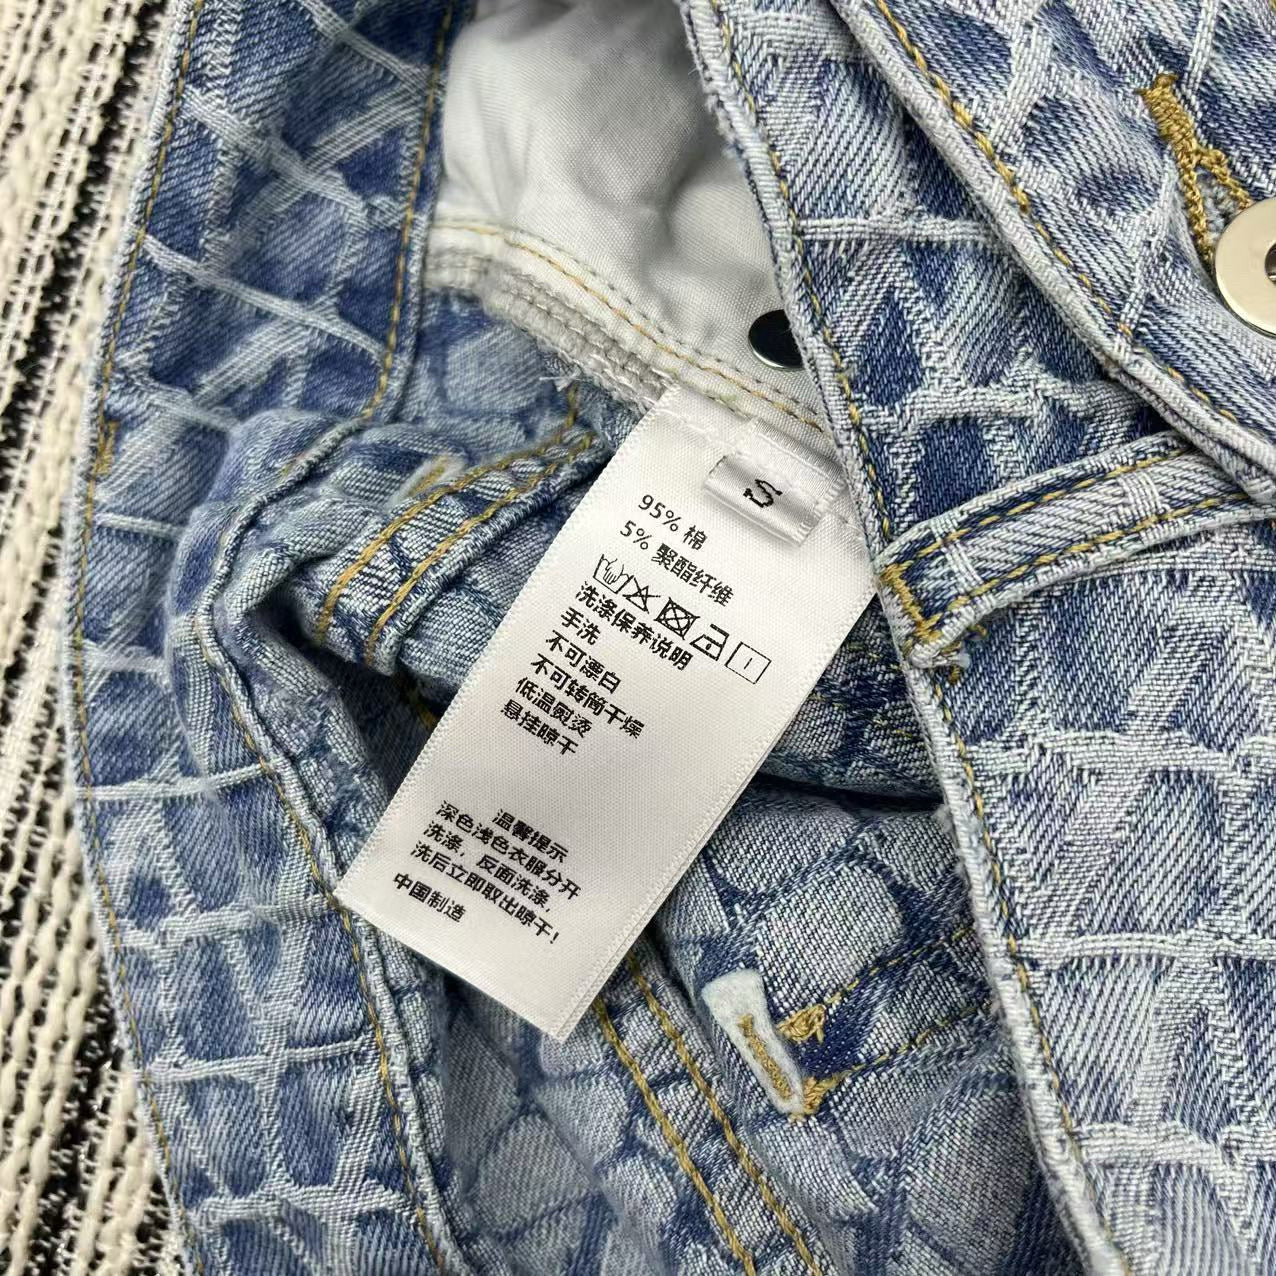 S
95% 棉
5% 聚酯纤维
洗涤保养说明
手洗
不可漂白
不可转筒干燥
低温熨烫
悬挂晾干
温馨提示
深色浅色衣服分开
洗涤，反面洗涤，
洗后立即取出晾干！
中国制造